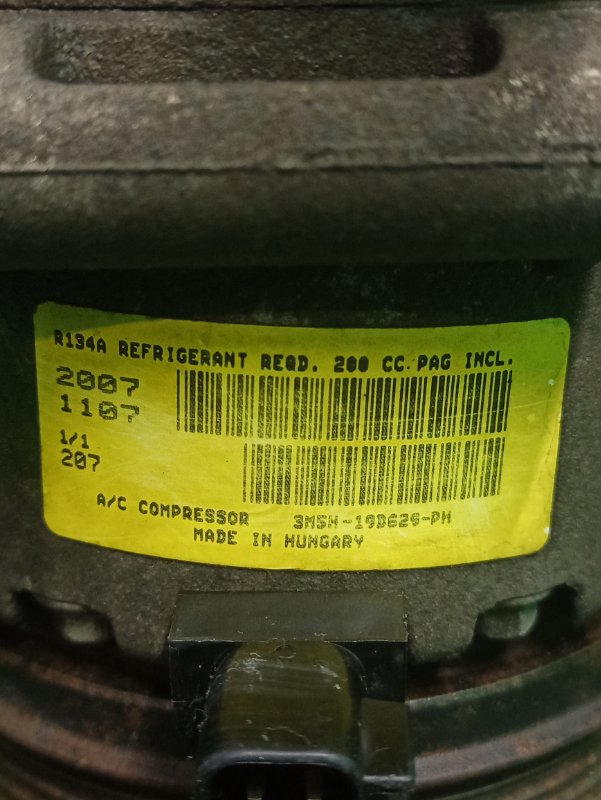 R134A REFRIGERANT REQD. 200 CC PAG INCL.
2007
1107
1/1
207
A/C COMPRESSOR 3M5H-19D629-PH
MADE IN HUNGARY